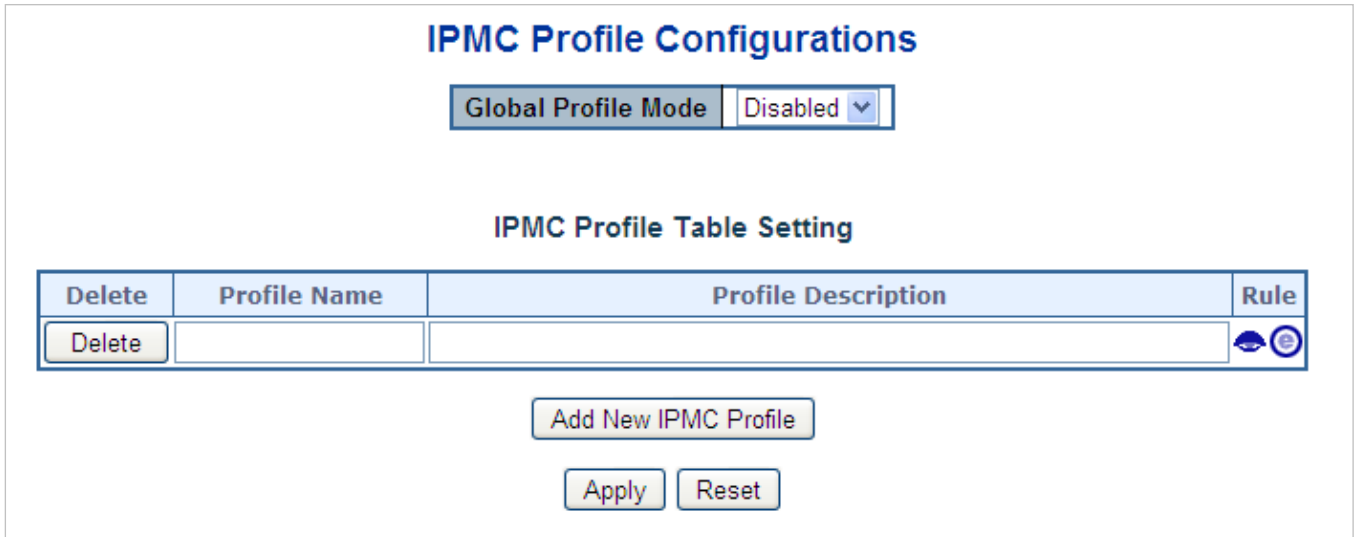 IPMC Profile Configurations
Global Profile Mode Disabled
IPMC Profile Table Setting
Delete Profile Name Profile Description Rule
Delete e
Add New IPMC Profile
Apply Reset